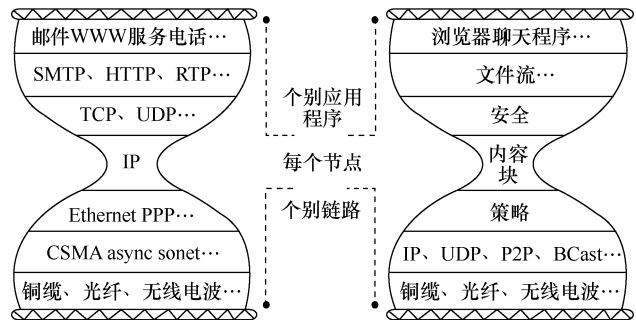 邮件WWW服务电话…
SMTP、HTTP、RTP…
TCP、UDP…
IP
Ethernet PPP…
CSMA async sonet…
铜缆、光纤、无线电波…
个别应用
程序
每个节点
个别链路
浏览器聊天程序…
文件流…
安全
内容
块
策略
IP、UDP、P2P、BCast…
铜缆、光纤、无线电波…